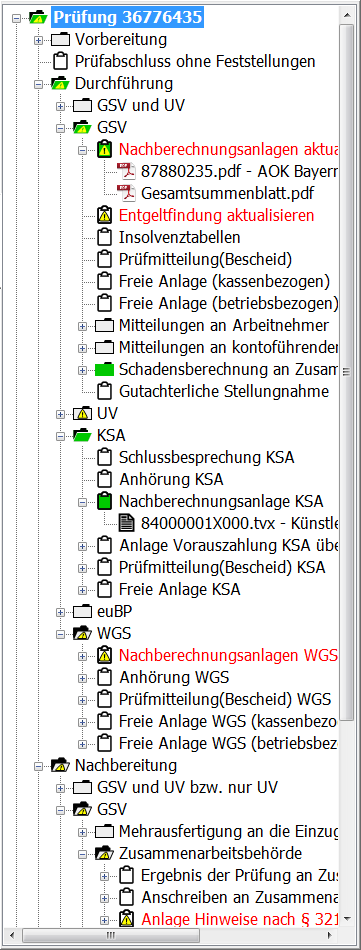 Prüfung 36776435
Vorbereitung
Prüfabschluss ohne Feststellungen
Durchführung
GSV und UV
GSV
Nachberechnungsanlagen aktua
87880235.pdf - AOK Bayern
Gesamtsummenblatt.pdf
Entgeltfindung aktualisieren
Insolvenztabellen
Prüfmitteilung(Bescheid)
Freie Anlage (kassenbezogen)
Freie Anlage (betriebsbezogen)
Mitteilungen an Arbeitnehmer
Mitteilungen an kontoführender
Schadensberechnung an Zusam
Gutachterliche Stellungnahme
UV
KSA
Schlussbesprechung KSA
Anhörung KSA
Nachberechnungsanlage KSA
84000001X000.tvx - Künstle
Anlage Vorauszahlung KSA übe
Prüfmitteilung(Bescheid) KSA
Freie Anlage KSA
euBP
WGS
Nachberechnungsanlagen WGS
Anhörung WGS
Prüfmitteilung(Bescheid) WGS
Freie Anlage WGS (kassenbezo
Freie Anlage WGS (betriebsbez
Nachbereitung
GSV und UV bzw. nur UV
GSV
Mehrausfertigung an die Einzug
Zusammenarbeitsbehörde
Ergebnis der Prüfung an Zus
Anschreiben an Zusammena
Anlage Hinweise nach § 321